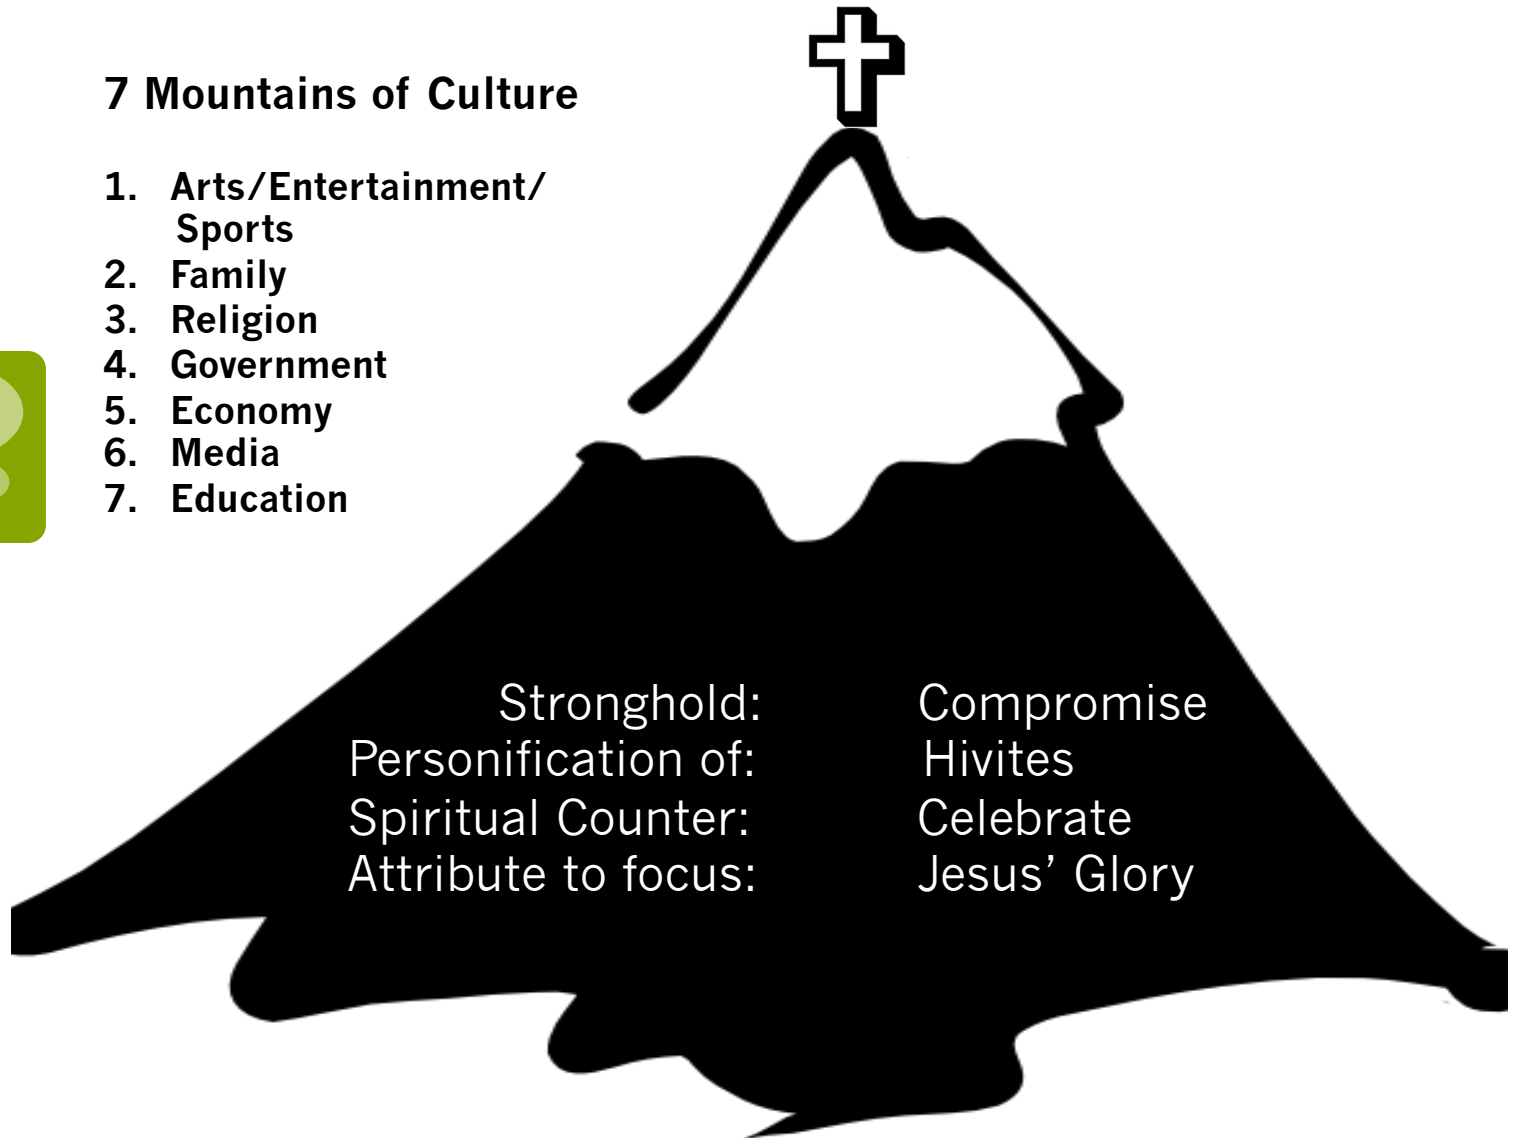 7 Mountains of Culture
1. Arts/Entertainment/
Sports
2. Family
3. Religion
4. Government
5. Economy
6. Media
7. Education
Stronghold: Compromise
Personification of: Hivites
Spiritual Counter: Celebrate
Attribute to focus: Jesus’ Glory